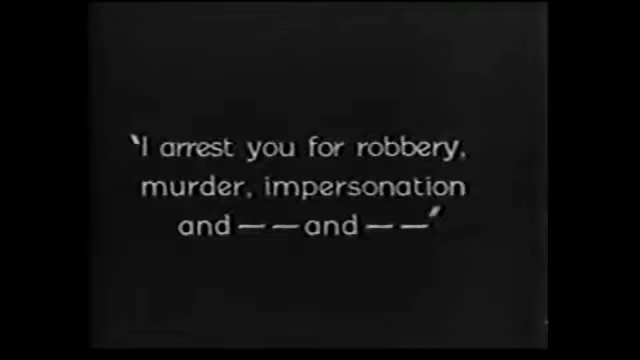 'I arrest you for robbery,
murder, impersonation
and — — and — —'